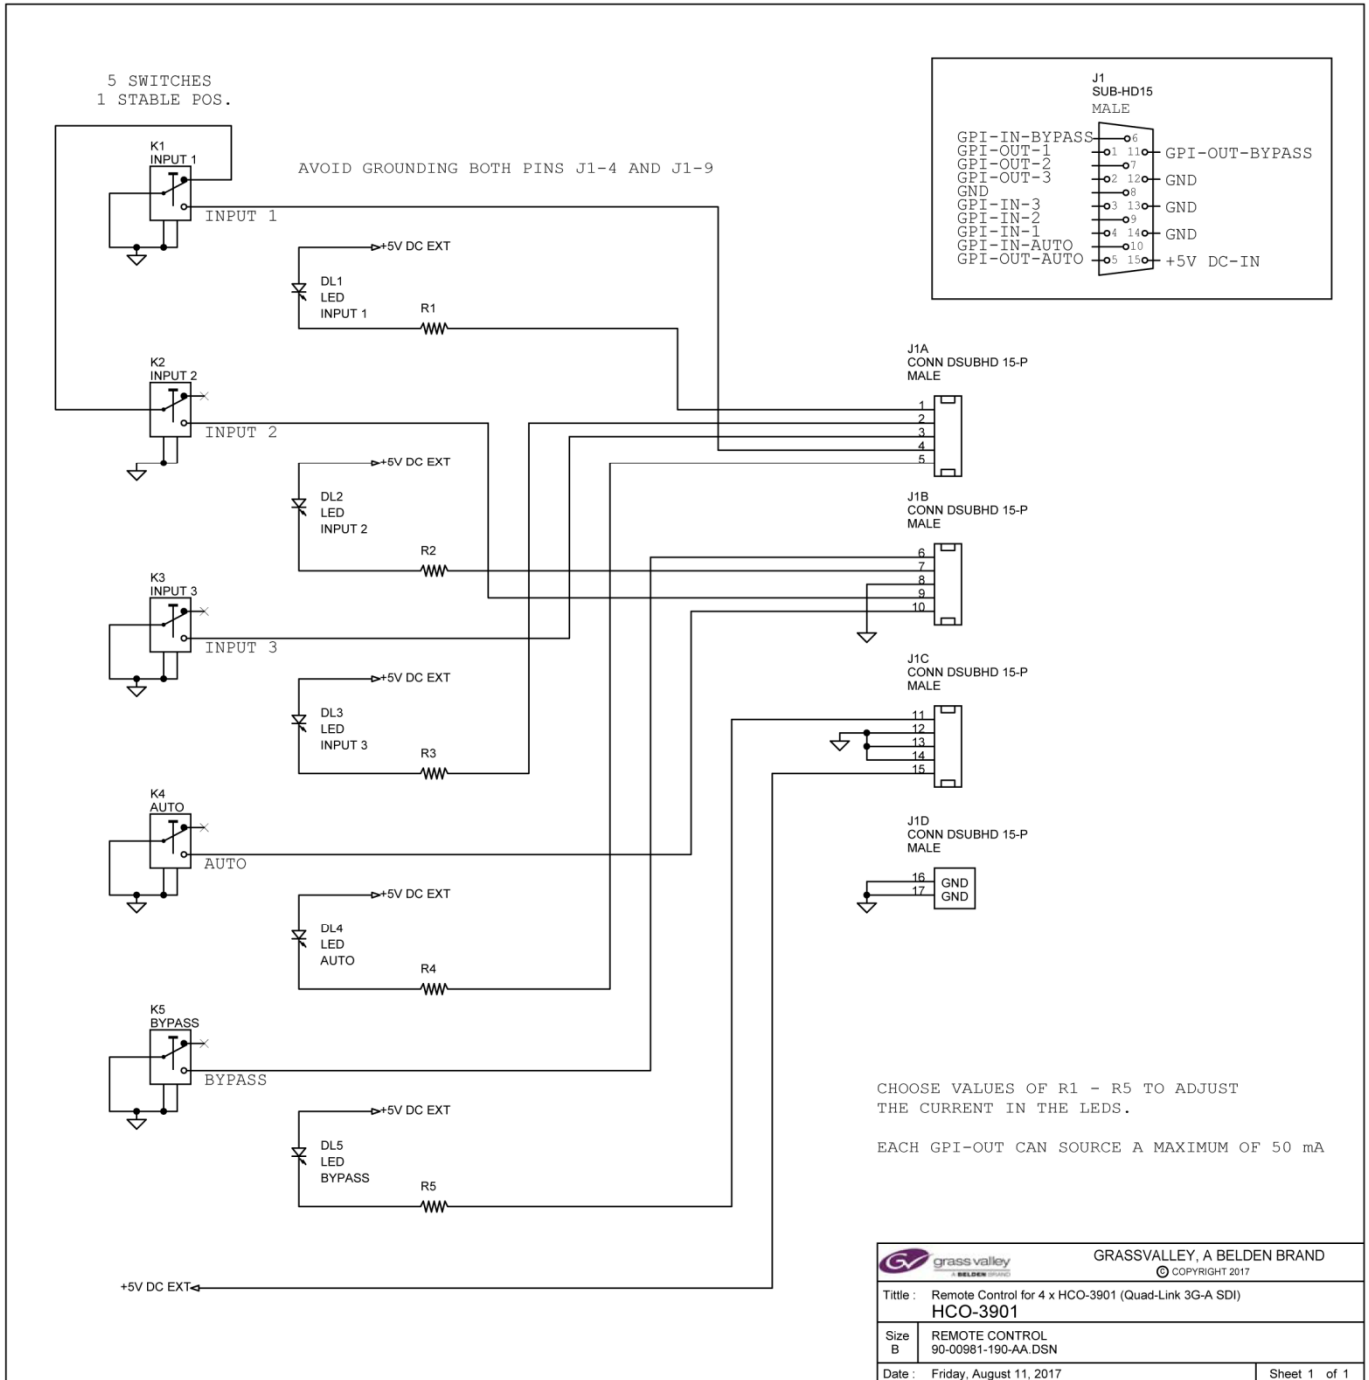 5 SWITCHES
1 STABLE POS.
K1
INPUT 1
INPUT 1
AVOID GROUNDING BOTH PINS J1-4 AND J1-9
+5V DC EXT
DL1
LED
INPUT 1
R1
K2
INPUT 2
INPUT 2
+5V DC EXT
DL2
LED
INPUT 2
R2
K3
INPUT 3
INPUT 3
+5V DC EXT
DL3
LED
INPUT 3
R3
K4
AUTO
AUTO
+5V DC EXT
DL4
LED
AUTO
R4
K5
BYPASS
BYPASS
+5V DC EXT
DL5
LED
BYPASS
R5
+5V DC EXT
J1
SUB-HD15
MALE
GPI-IN-BYPASS 6
GPI-OUT-1 1 11 GPI-OUT-BYPASS
GPI-OUT-2 7
GPI-OUT-3 2 12 GND
GND 8
GPI-IN-3 3 13 GND
GPI-IN-2 9
GPI-IN-1 4 14 GND
GPI-IN-AUTO 10
GPI-OUT-AUTO 5 15 +5V DC-IN
J1A
CONN DSUBHD 15-P
MALE
1
2
3
4
5
J1B
CONN DSUBHD 15-P
MALE
6
7
8
9
10
J1C
CONN DSUBHD 15-P
MALE
11
12
13
14
15
J1D
CONN DSUBHD 15-P
MALE
16 GND
17 GND
CHOOSE VALUES OF R1 - R5 TO ADJUST
THE CURRENT IN THE LEDS.
EACH GPI-OUT CAN SOURCE A MAXIMUM OF 50 mA
GV grass valley
A BELDEN BRAND
GRASSVALLEY, A BELDEN BRAND
© COPYRIGHT 2017
Tittle : Remote Control for 4 x HCO-3901 (Quad-Link 3G-A SDI)
HCO-3901
Size REMOTE CONTROL
B 90-00981-190-AA.DSN
Date : Friday, August 11, 2017 Sheet 1 of 1